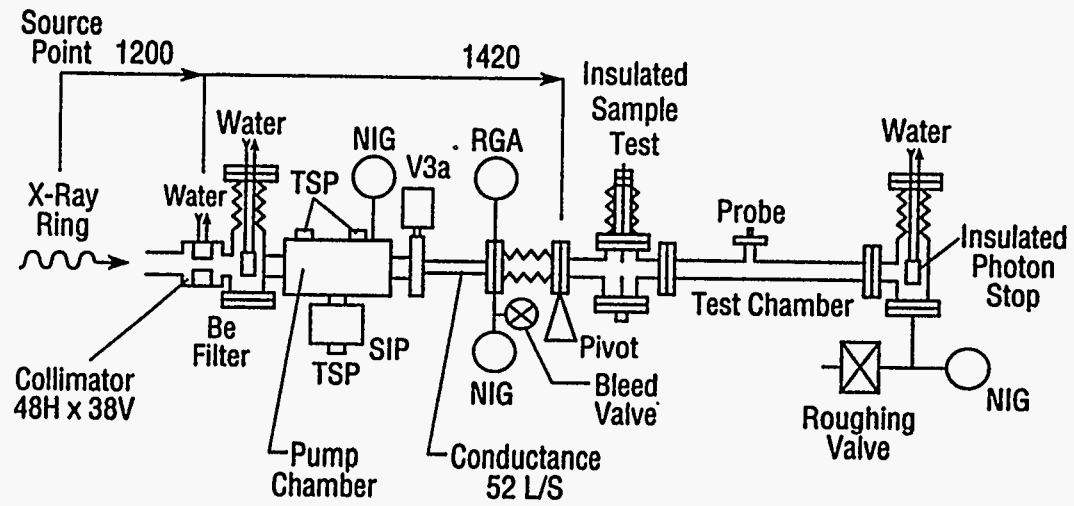 Source
Point
1200
1420
Insulated
Sample
Test
Water
NIG
RGA
V3a
Water
X-Ray
Ring
Water
TSP
Probe
Insulated
Photon
Stop
Test Chamber
Be
Filter
SIP
TSP
Pivot
NIG
Bleed
Valve
NIG
Collimator
48H x 38V
Roughing
Valve
Pump
Chamber
Conductance
52 L/S